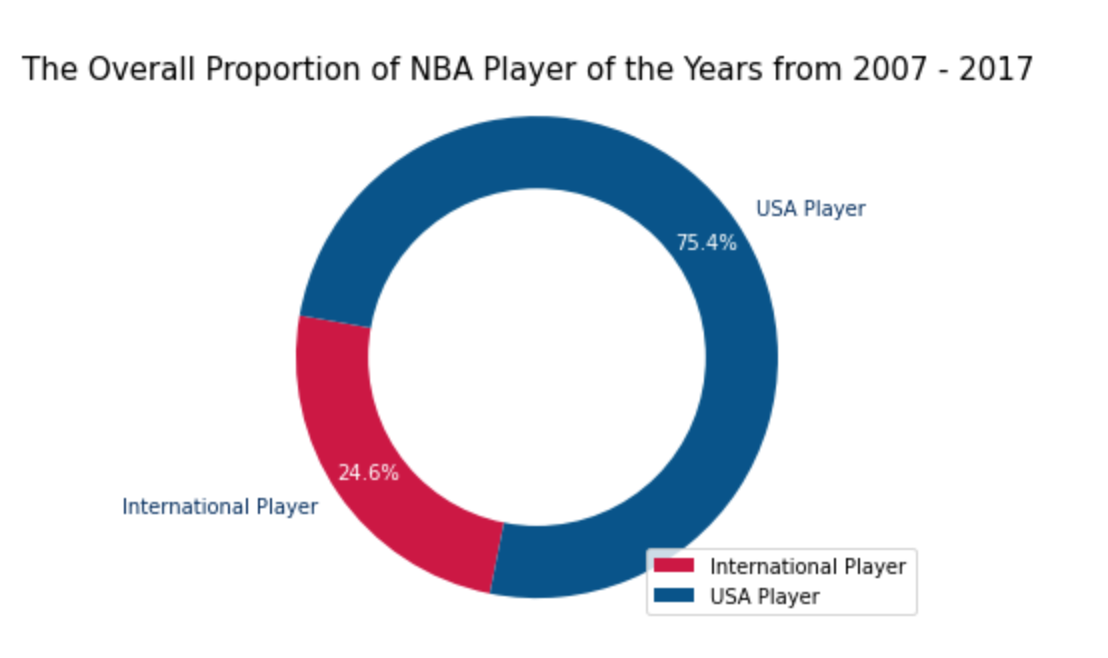 The Overall Proportion of NBA Player of the Years from 2007 - 2017
USA Player
75.4%
24.6%
International Player
International Player
USA Player